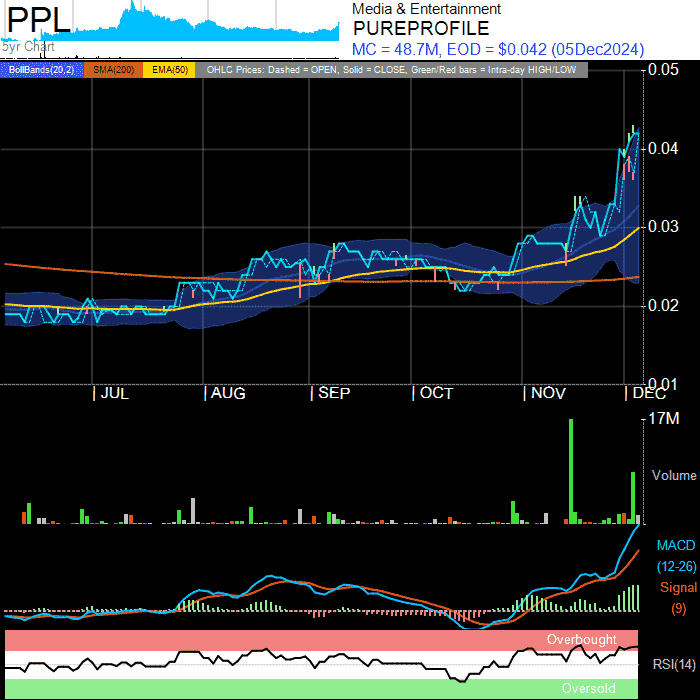 PPL
5yr Chart
Media & Entertainment
PUREPROFILE
MC = 48.7M, EOD = $0.042 (05Dec2024)
BollBands(20,2) SMA(200) EMA(50) OHLC Prices: Dashed = OPEN, Solid = CLOSE, Green/Red bars = Intra-day HIGH/LOW
0.05
0.04
0.03
0.02
0.01
| JUL | AUG | SEP | OCT | NOV | DEC
17M
Volume
MACD
(12-26)
Signal
(9)
Overbought
RSI(14)
Oversold